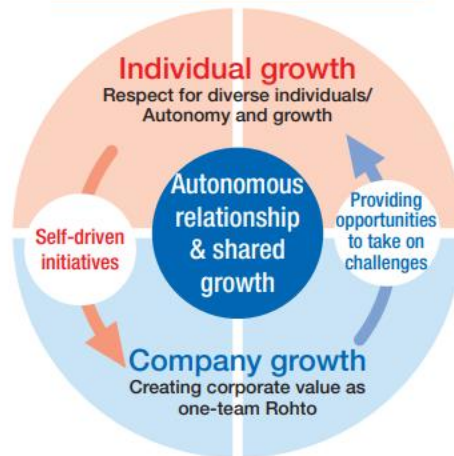 Individual growth
Respect for diverse individuals/
Autonomy and growth
Autonomous
relationship
& shared
growth
Self-driven
initiatives
Providing
opportunities
to take on
challenges
Company growth
Creating corporate value as
one-team Rohto